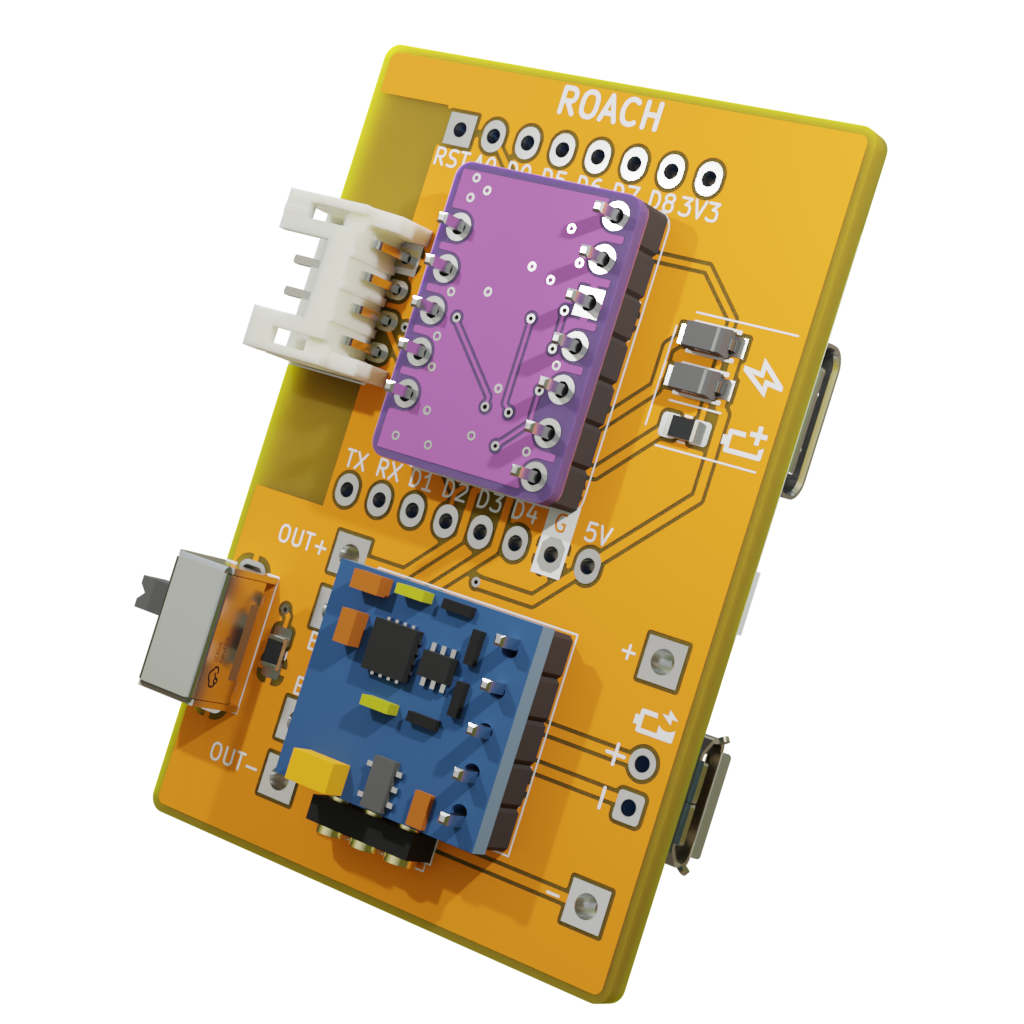 ROACH
RST A0 D0 D5 D6 D7 D8 3V3
TX RX D1 D2 D3 D4 G 5V
OUT+
+
+
OUT-
-